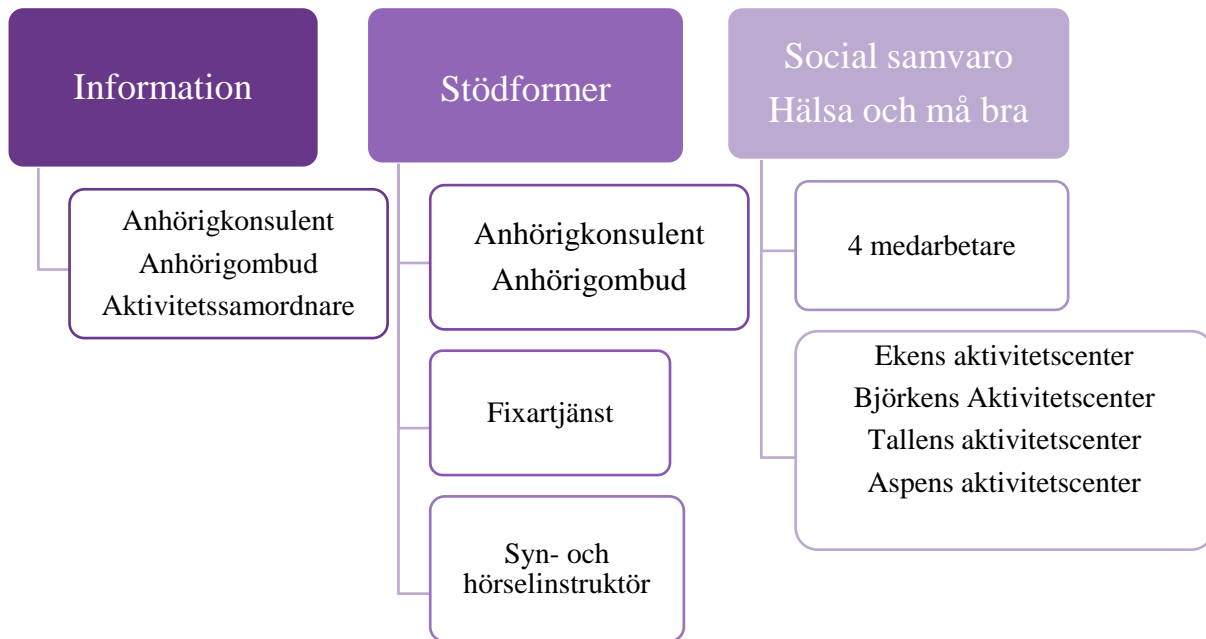 Information
Anhörigkonsulent
Anhörigombud
Aktivitetssamordnare
Stödformer
Anhörigkonsulent
Anhörigombud
Fixartjänst
Syn- och
hörselinstruktör
Social samvaro
Hälsa och må bra
4 medarbetare
Ekens aktivitetscenter
Björkens Aktivitetscenter
Tallens aktivitetscenter
Aspens aktivitetscenter